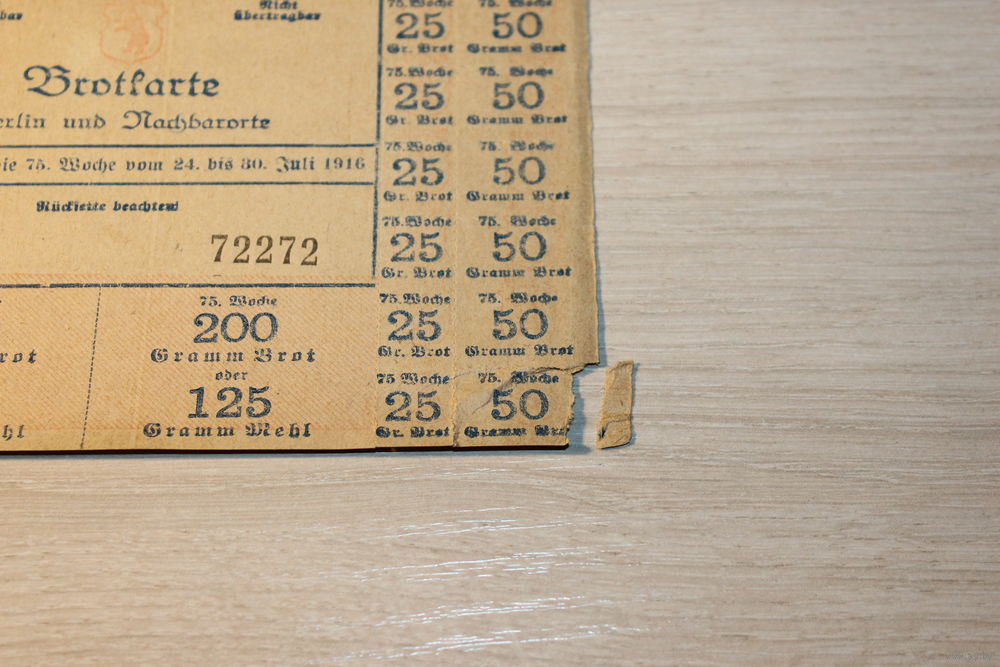 Nicht
Übertragbar
Brotkarte
und Nachbarorte
75. Woche vom 24. bis 30. Juli 1916
Rückseite beachten!
72272
75. Woche
200
Gramm Brot
oder
125
Gramm Mehl
75. Woche 75. Woche
25 50
Gr. Brot Gramm Brot
75. Woche 75. Woche
25 50
Gr. Brot Gramm Brot
75. Woche 75. Woche
25 50
Gr. Brot Gramm Brot
75. Woche 75. Woche
25 50
Gr. Brot Gramm Brot
75. Woche 75. Woche
25 50
Gr. Brot Gramm Brot
75. Woche 75. Woche
25 50
Gr. Brot Gramm Brot